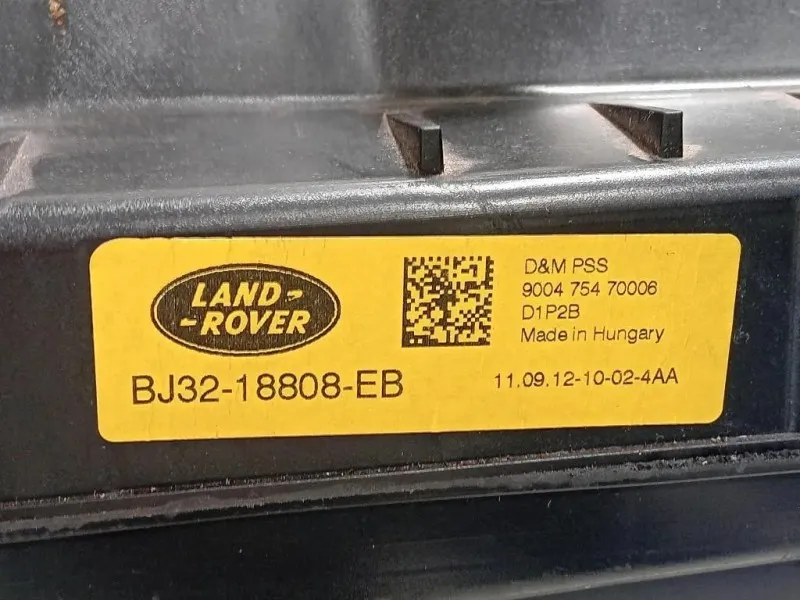 LAND-
-ROVER
BJ32-18808-EB
D&M PSS
9004 754 70006
D1P2B
Made in Hungary
11.09.12-10-02-4AA